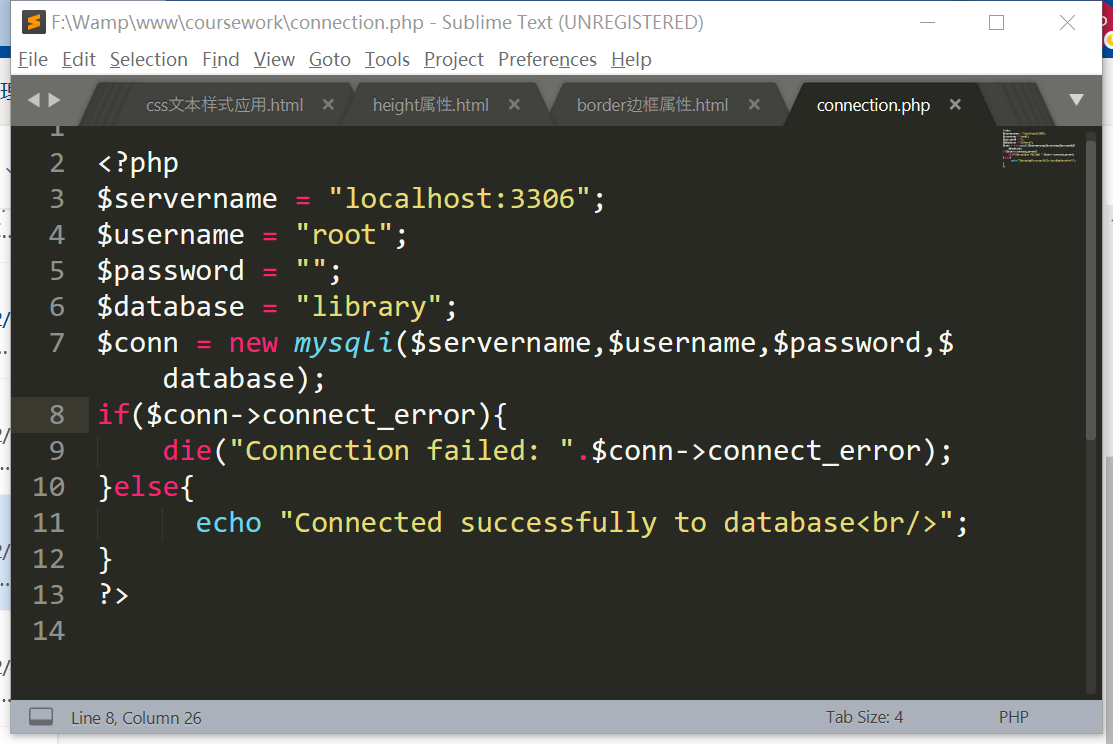 F:\Wamp\www\coursework\connection.php - Sublime Text (UNREGISTERED)
File Edit Selection Find View Goto Tools Project Preferences Help
css文本样式应用.html height属性.html border边框属性.html connection.php
1
2 <?php
3 $servername = "localhost:3306";
4 $username = "root";
5 $password = "";
6 $database = "library";
7 $conn = new mysqli($servername,$username,$password,$
database);
8 if($conn->connect_error){
9 die("Connection failed: ".$conn->connect_error);
10 }else{
11 echo "Connected successfully to database<br/>";
12 }
13 ?>
14
Line 8, Column 26 Tab Size: 4 PHP